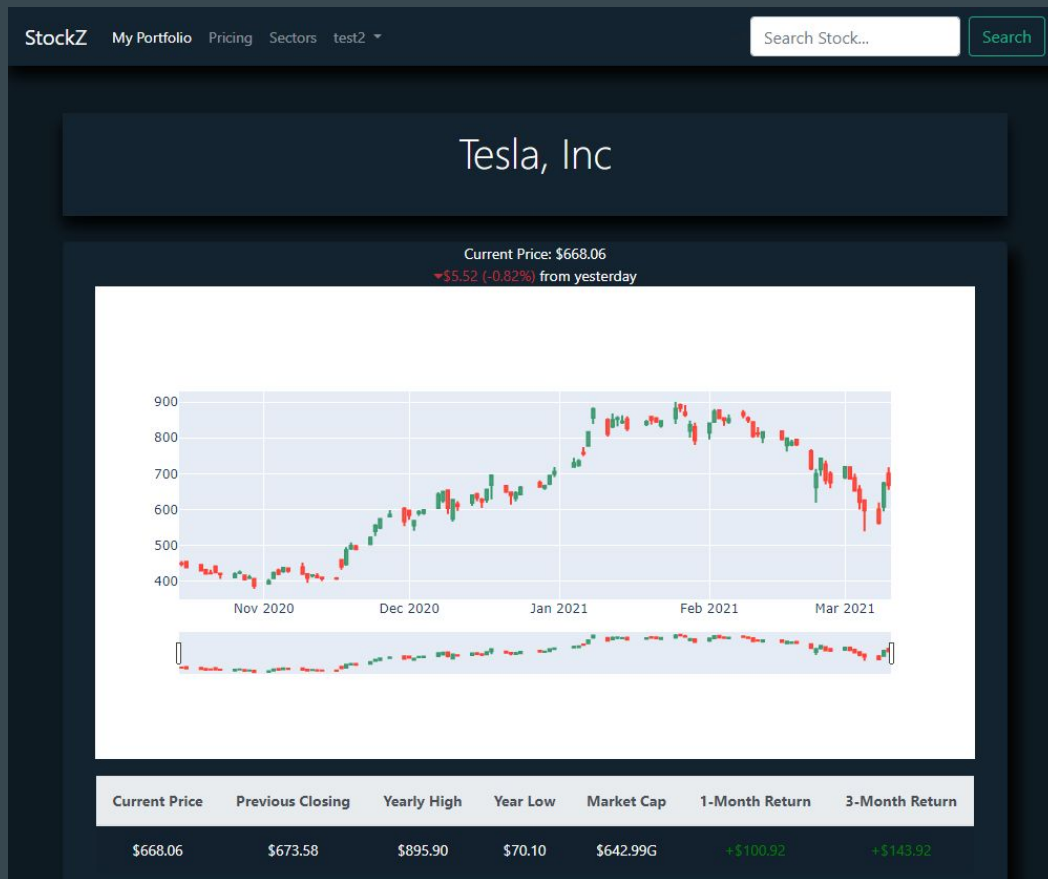 StockZ My Portfolio Pricing Sectors test2 Search Stock... Search
Tesla, Inc
Current Price: $668.06
$5.52 (-0.82%) from yesterday
900
800
700
600
500
400
Nov 2020 Dec 2020 Jan 2021 Feb 2021 Mar 2021
Current Price Previous Closing Yearly High Year Low Market Cap 1-Month Return 3-Month Return
$668.06 $673.58 $895.90 $70.10 $642.99G +$100.92 +$143.92